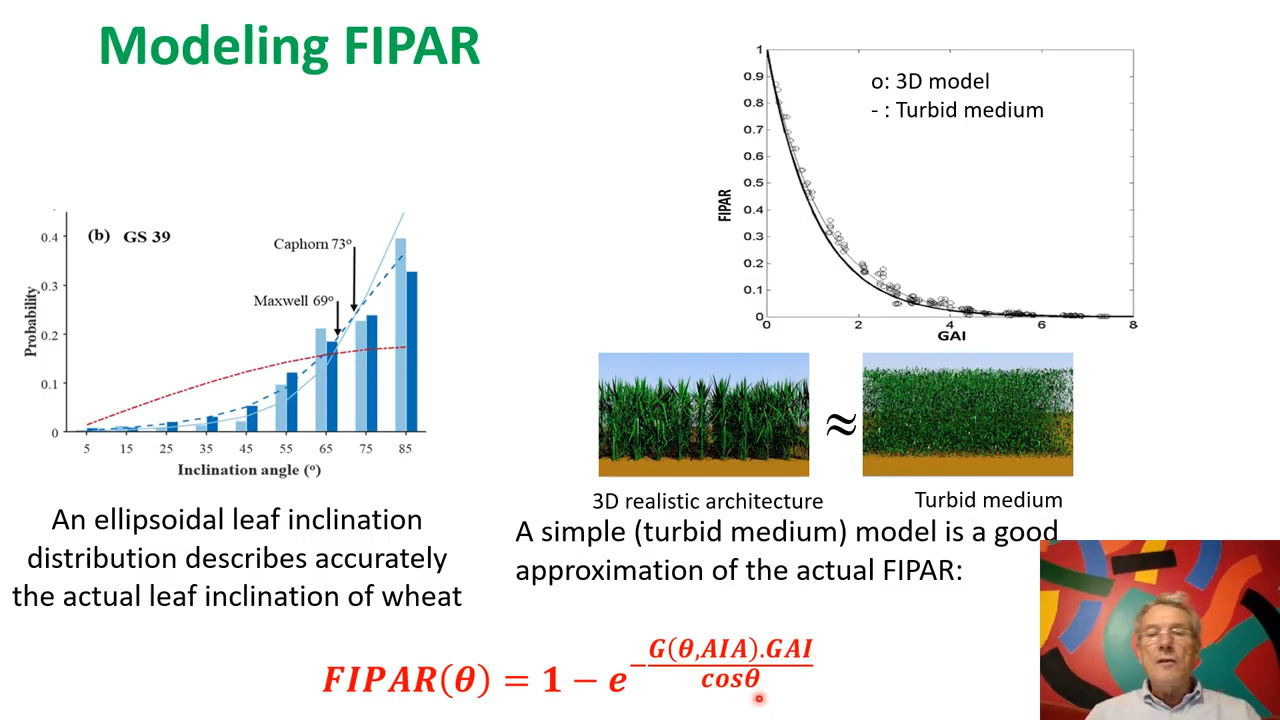 Modeling FIPAR
1
0.9
0.8
0.7
0.6
0.5
0.4
0.3
0.2
0.1
0
FIPAR
o: 3D model
- : Turbid medium
0 2 4 6 8
GAI
0.4
0.3
0.2
0.1
0
Probability
(b) GS 39
Caphorn 73º
Maxwell 69º
5 15 25 35 45 55 65 75 85
Inclination angle (º)
≈
3D realistic architecture
Turbid medium
An ellipsoidal leaf inclination
distribution describes accurately
the actual leaf inclination of wheat
A simple (turbid medium) model is a good
approximation of the actual FIPAR:
FIPAR(θ) = 1 − e^−G(θ,AIA).GAI/cosθ